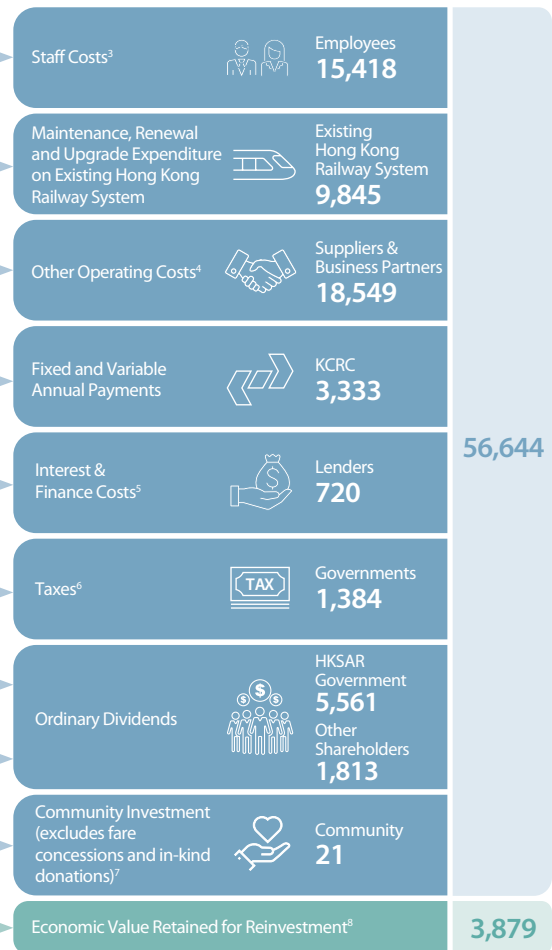 Staff Costs³
Employees
15,418
Maintenance, Renewal
and Upgrade Expenditure
on Existing Hong Kong
Railway System
Existing
Hong Kong
Railway System
9,845
Other Operating Costs⁴
Suppliers &
Business Partners
18,549
Fixed and Variable
Annual Payments
KCRC
3,333
Interest &
Finance Costs⁵
$
Lenders
720
Taxes⁶
TAX
Governments
1,384
Ordinary Dividends
$ $ $
HKSAR
Government
5,561
Other
Shareholders
1,813
Community Investment
(excludes fare
concessions and in-kind
donations)⁷
Community
21
56,644
Economic Value Retained for Reinvestment⁸
3,879